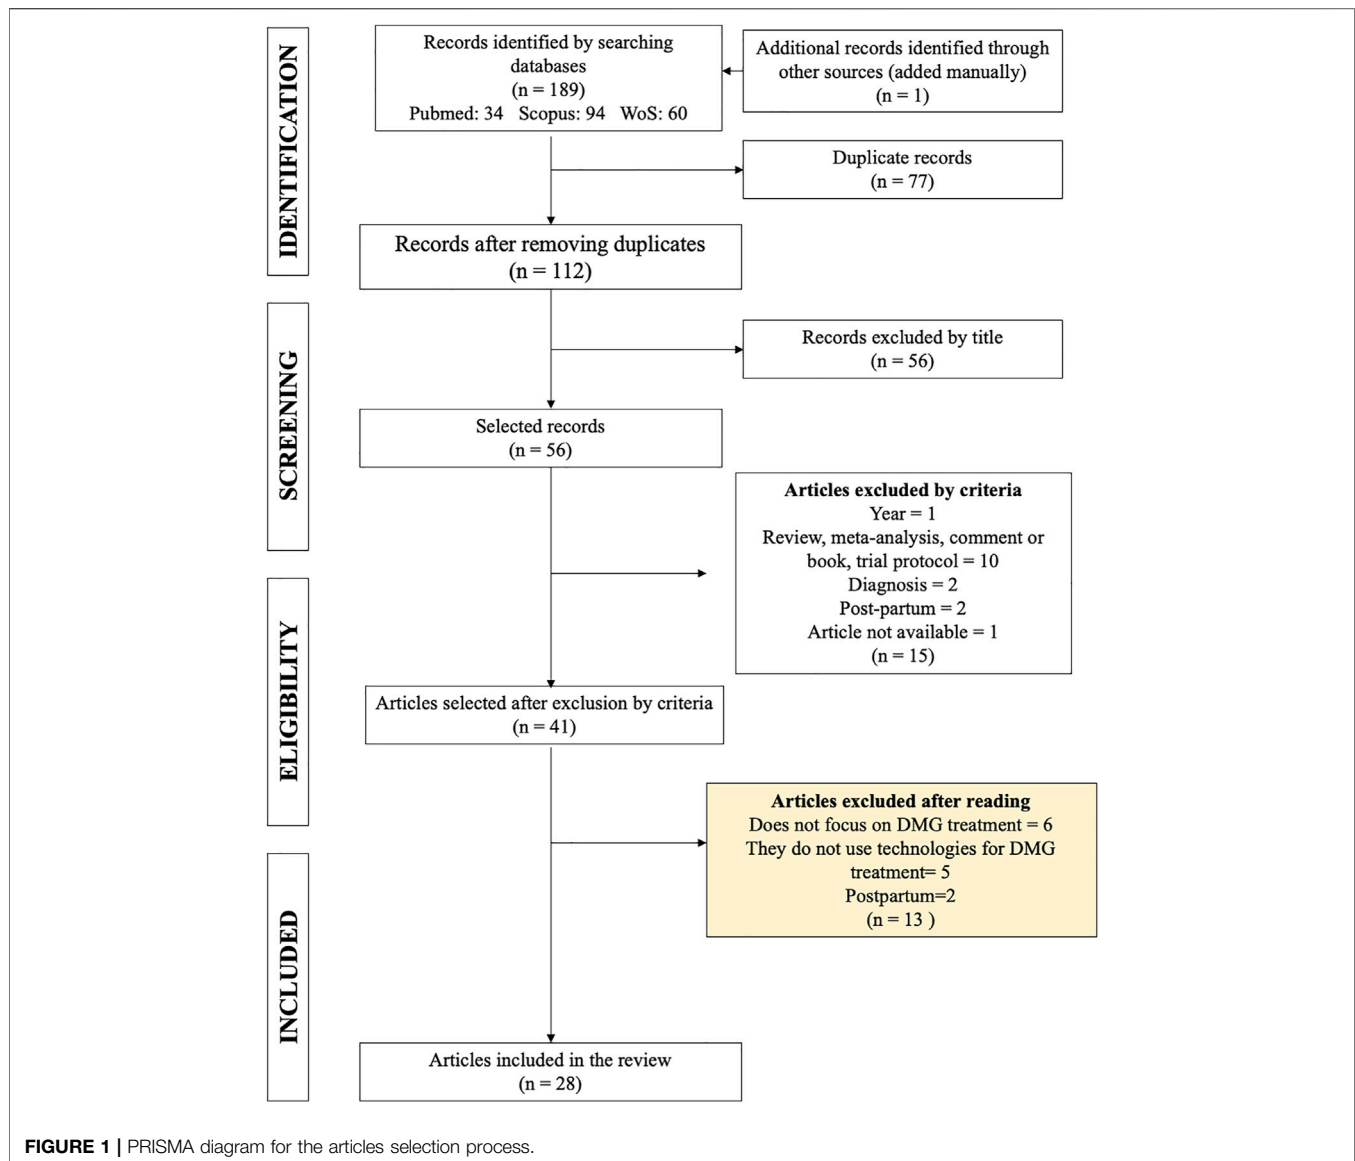 IDENTIFICATION
Records identified by searching
databases
(n = 189)
Pubmed: 34 Scopus: 94 WoS: 60
Additional records identified through
other sources (added manually)
(n = 1)
Duplicate records
(n = 77)
Records after removing duplicates
(n = 112)
SCREENING
Records excluded by title
(n = 56)
Selected records
(n = 56)
Articles excluded by criteria
Year = 1
Review, meta-analysis, comment or
book, trial protocol = 10
Diagnosis = 2
Post-partum = 2
Article not available = 1
(n = 15)
ELIGIBILITY
Articles selected after exclusion by criteria
(n = 41)
Articles excluded after reading
Does not focus on DMG treatment = 6
They do not use technologies for DMG
treatment= 5
Postpartum=2
(n = 13 )
INCLUDED
Articles included in the review
(n = 28)
FIGURE 1 | PRISMA diagram for the articles selection process.